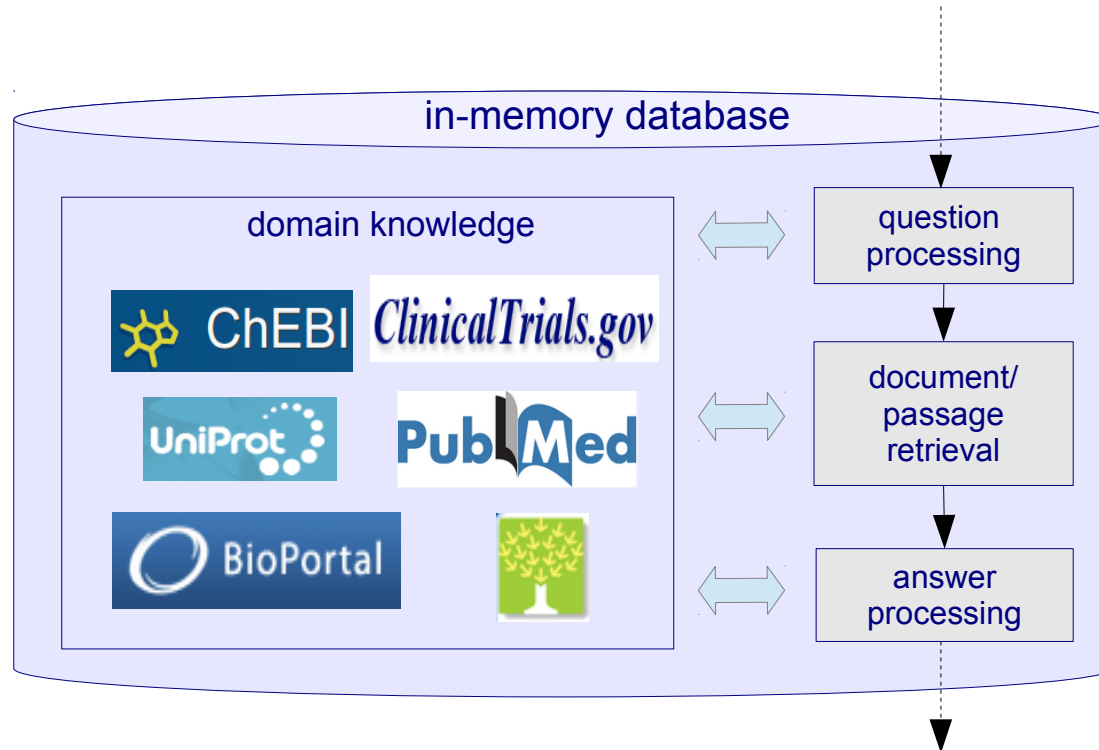 in-memory database
domain knowledge
ChEBI
ClinicalTrials.gov
UniProt
PubMed
BioPortal
question
processing
document/
passage
retrieval
answer
processing